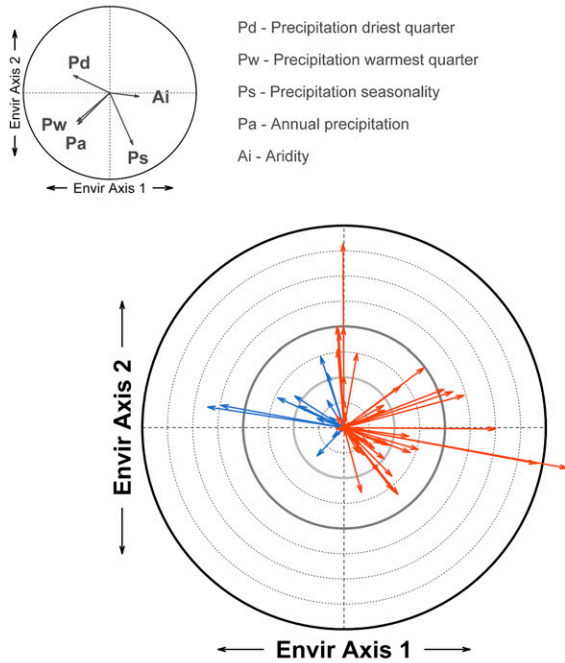 Envir Axis 2
Pd
Ai
Pw
Pa
Ps
Envir Axis 1
Pd - Precipitation driest quarter
Pw - Precipitation warmest quarter
Ps - Precipitation seasonality
Pa - Annual precipitation
Ai - Aridity
Envir Axis 2
Envir Axis 1